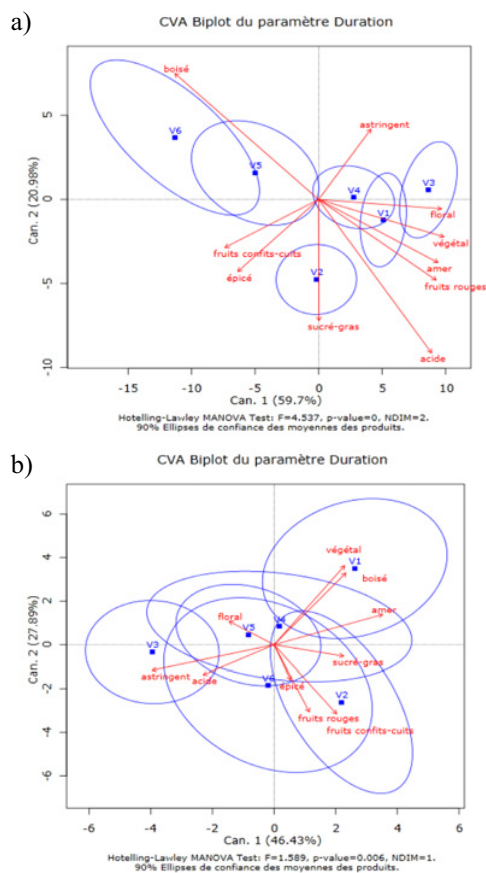 a)
CVA Biplot du paramètre Duration
Can. 2 (20.98%)
5
0
-5
-10
boisé
V6
V5
astringent
V4
V3
V1
floral
végétal
fruits confits-cuits
amer
épicé
V2
fruits rouges
sucré-gras
acide
-15 -10 -5 0 5 10
Can. 1 (59.7%)
Hotelling-Lawley MANOVA Test: F=4.537, p-value=0, NDIM=2.
90% Ellipses de confiance des moyennes des produits.
b)
CVA Biplot du paramètre Duration
Can. 2 (27.89%)
6
4
2
0
-2
-4
-6
végétal
V1
boisé
amer
floral
V4
V5
V3
sucré-gras
astringent
acide
V6
épicé
V2
fruits rouges
fruits confits-cuits
-6 -4 -2 0 2 4 6
Can. 1 (46.43%)
Hotelling-Lawley MANOVA Test: F=1.589, p-value=0.006, NDIM=1.
90% Ellipses de confiance des moyennes des produits.